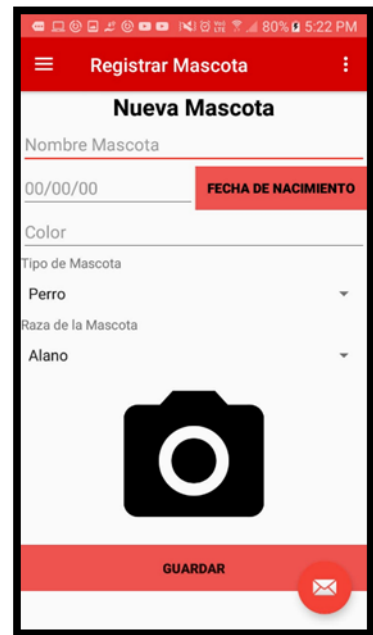 80% 5:22 PM
Registrar Mascota
Nueva Mascota
Nombre Mascota
00/00/00 FECHA DE NACIMIENTO
Color
Tipo de Mascota
Perro
Raza de la Mascota
Alano
GUARDAR